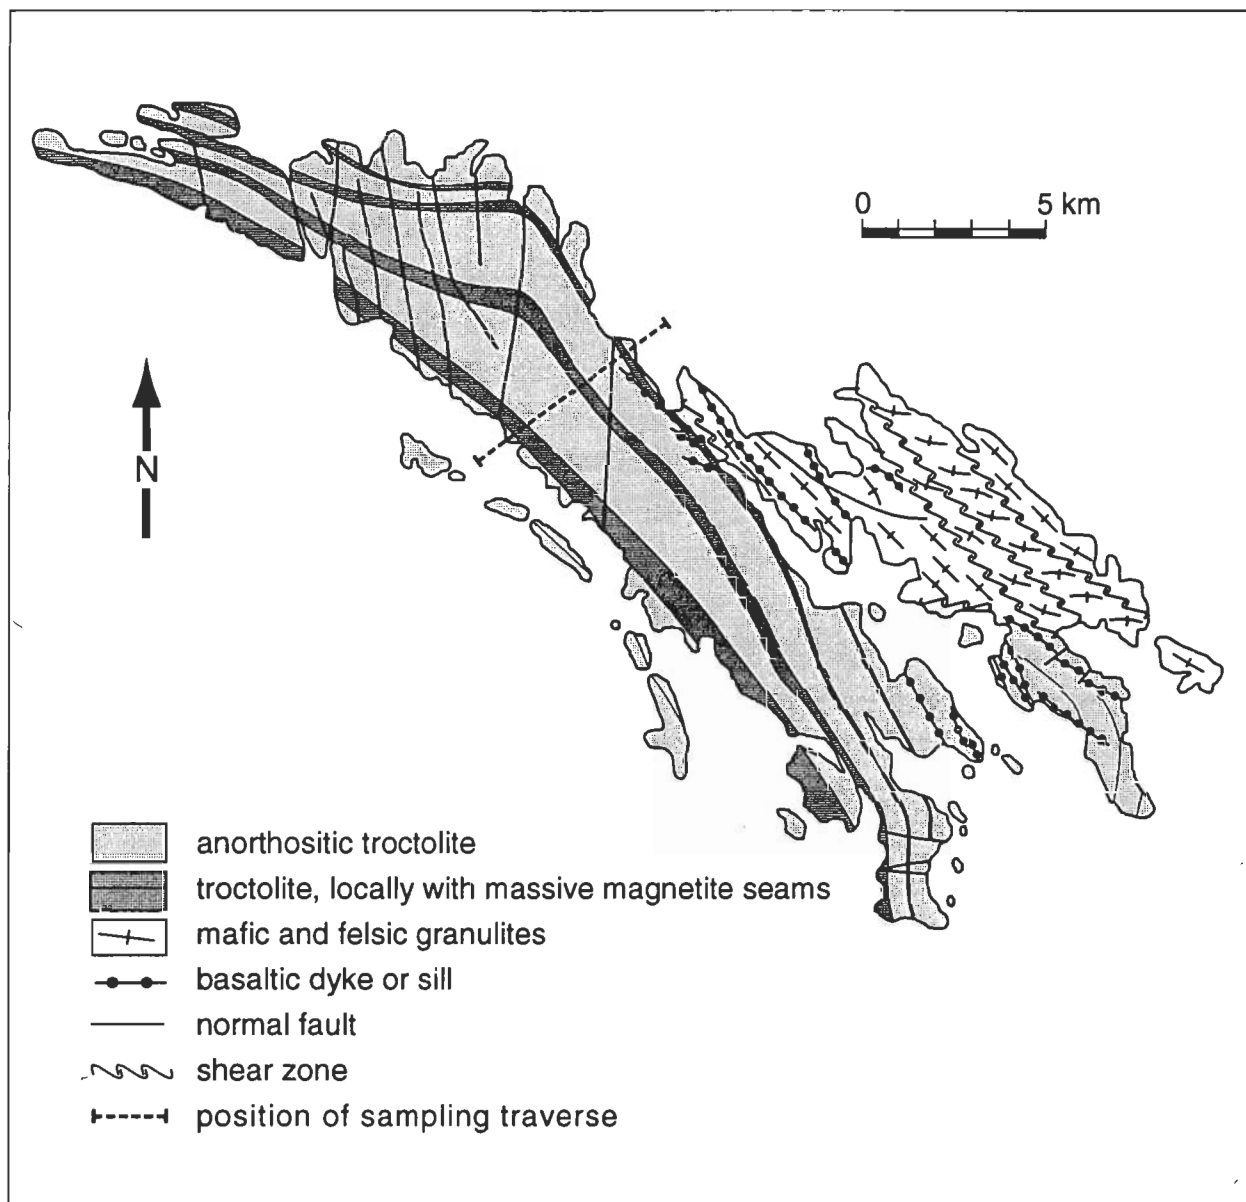 0 5 km
N
anorthositic troctolite
troctolite, locally with massive magnetite seams
mafic and felsic granulites
basaltic dyke or sill
normal fault
shear zone
position of sampling traverse